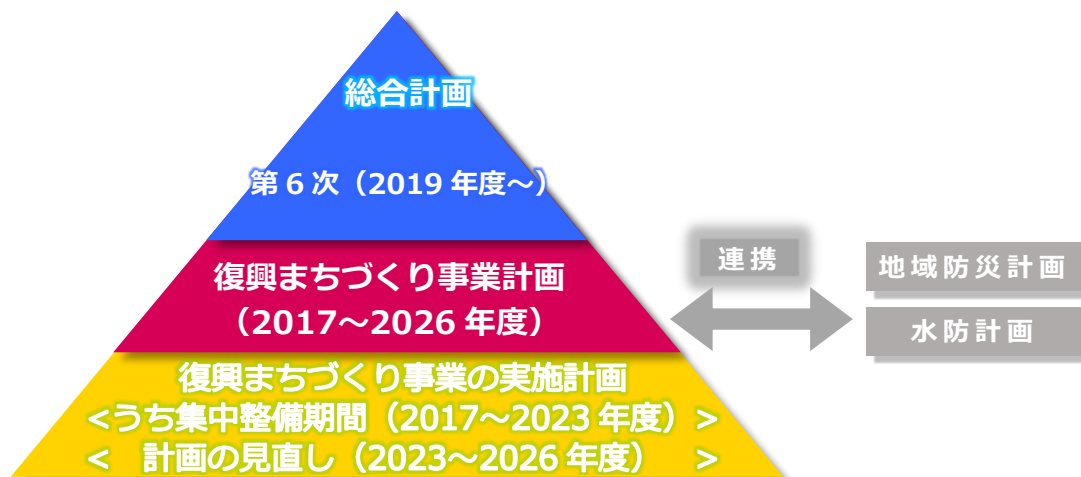 総合計画
第６次（2019 年度～）
復興まちづくり事業計画
（2017～2026 年度）
連携
地域防災計画
水防計画
復興まちづくり事業の実施計画
<うち集中整備期間（2017～2023 年度）>
<　計画の見直し（2023～2026 年度）　>